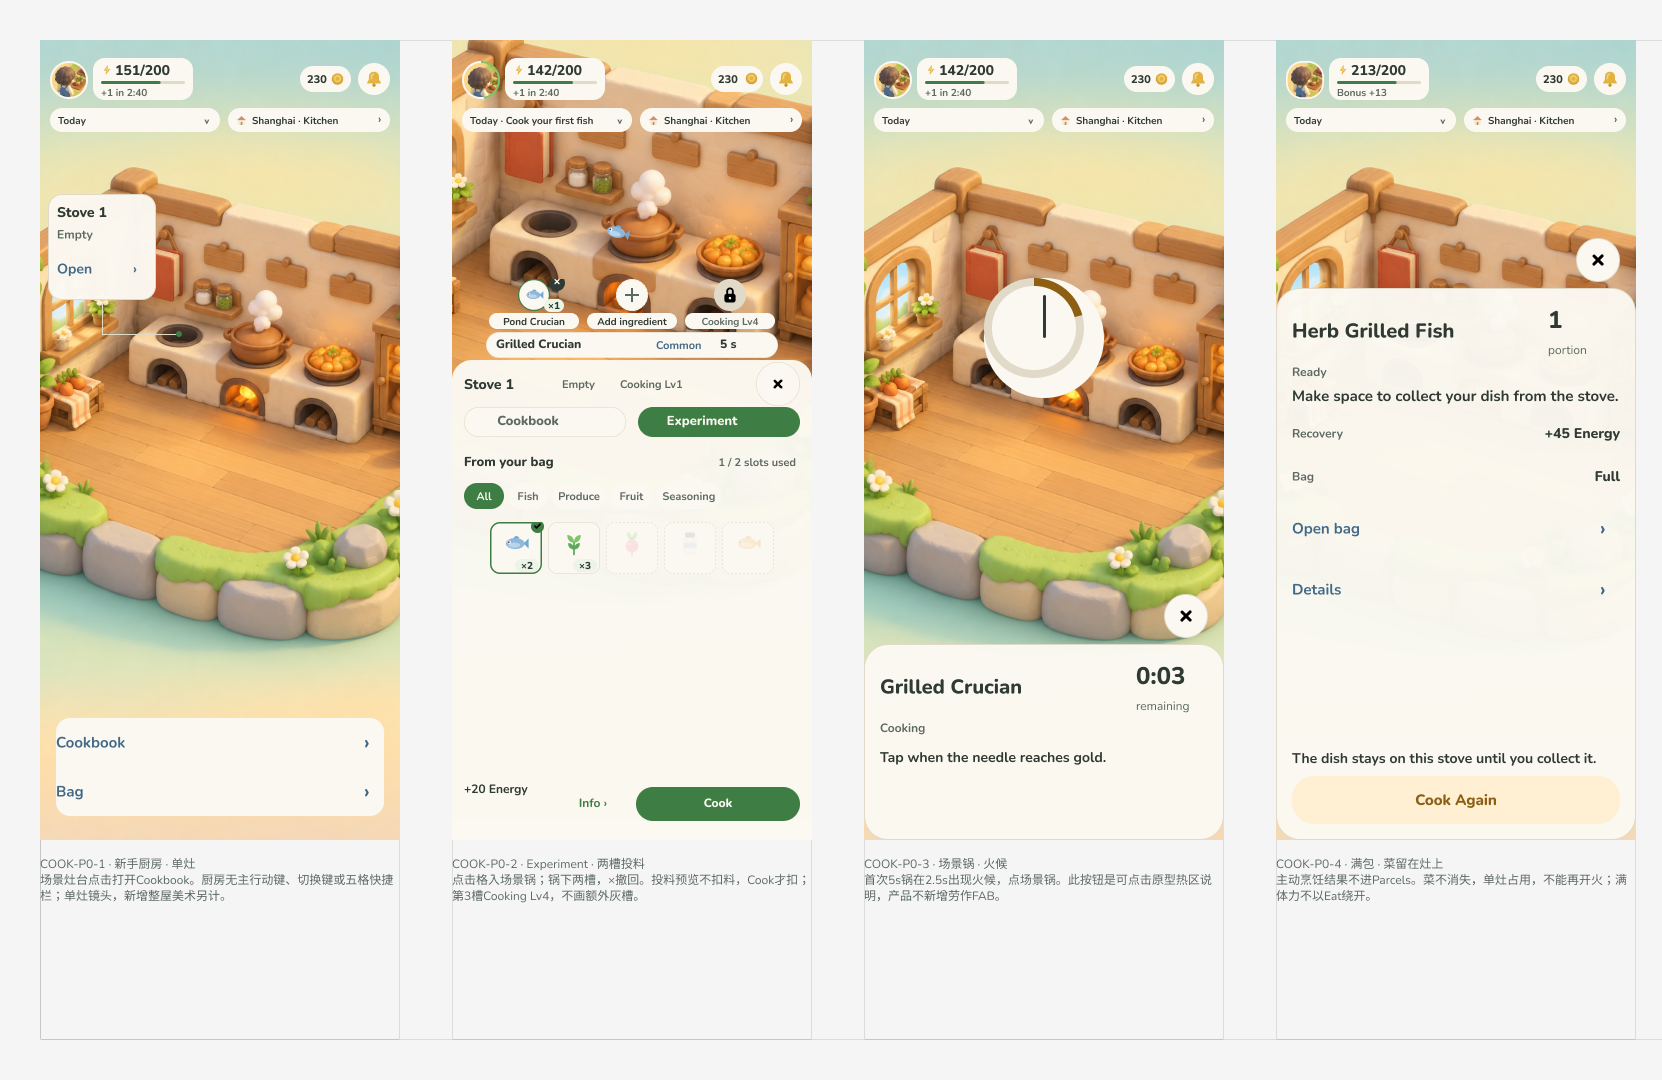 151/200
+1 in 2:40
230
Today
Shanghai · Kitchen
Stove 1
Empty
Open
Cookbook
Bag
COOK-P0-1 · 新手厨房 · 单灶
场景灶台点击打开Cookbook。厨房无主行动键、切换键或五格快捷
栏；单灶镜头，新增整屋美术另计。
142/200
+1 in 2:40
230
Today · Cook your first fish
Shanghai · Kitchen
×1
Pond Crucian
Add ingredient
Cooking Lv4
Grilled Crucian
Common
5 s
Stove 1
Empty
Cooking Lv1
Cookbook
Experiment
From your bag
1 / 2 slots used
All
Fish
Produce
Fruit
Seasoning
×2
×3
+20 Energy
Info ›
Cook
COOK-P0-2 · Experiment · 两槽投料
点击格入场景锅；锅下两槽，×撤回。投料预览不扣料，Cook才扣；
第3槽Cooking Lv4，不画额外灰槽。
142/200
+1 in 2:40
230
Today
Shanghai · Kitchen
Grilled Crucian
0:03
remaining
Cooking
Tap when the needle reaches gold.
COOK-P0-3 · 场景锅 · 火候
首次5s锅在2.5s出现火候，点场景锅。此按钮是可点击原型热区说
明，产品不新增劳作FAB。
213/200
Bonus +13
230
Today
Shanghai · Kitchen
Herb Grilled Fish
1
portion
Ready
Make space to collect your dish from the stove.
Recovery
+45 Energy
Bag
Full
Open bag
Details
The dish stays on this stove until you collect it.
Cook Again
COOK-P0-4 · 满包 · 菜留在灶上
主动烹饪结果不进Parcels。菜不消失，单灶占用，不能再开火；满
体力不以Eat绕开。